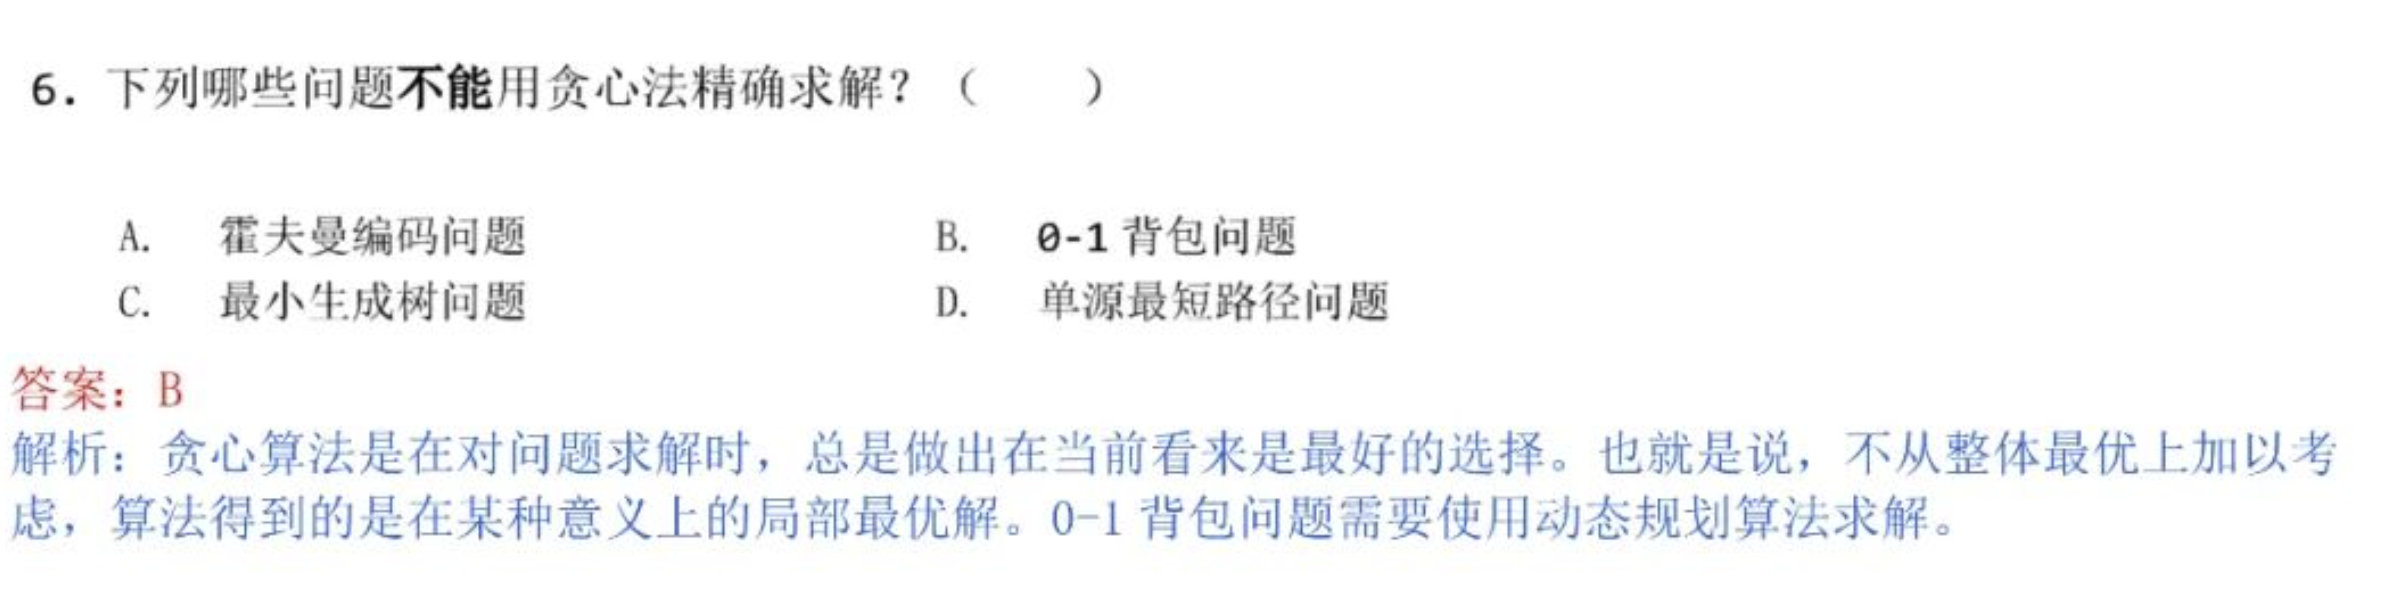 6. 下列哪些问题不能用贪心法精确求解？（　　）
A. 霍夫曼编码问题 B. 0-1 背包问题
C. 最小生成树问题 D. 单源最短路径问题
答案：B
解析：贪心算法是在对问题求解时，总是做出在当前看来是最好的选择。也就是说，不从整体最优上加以考
虑，算法得到的是在某种意义上的局部最优解。0-1 背包问题需要使用动态规划算法求解。